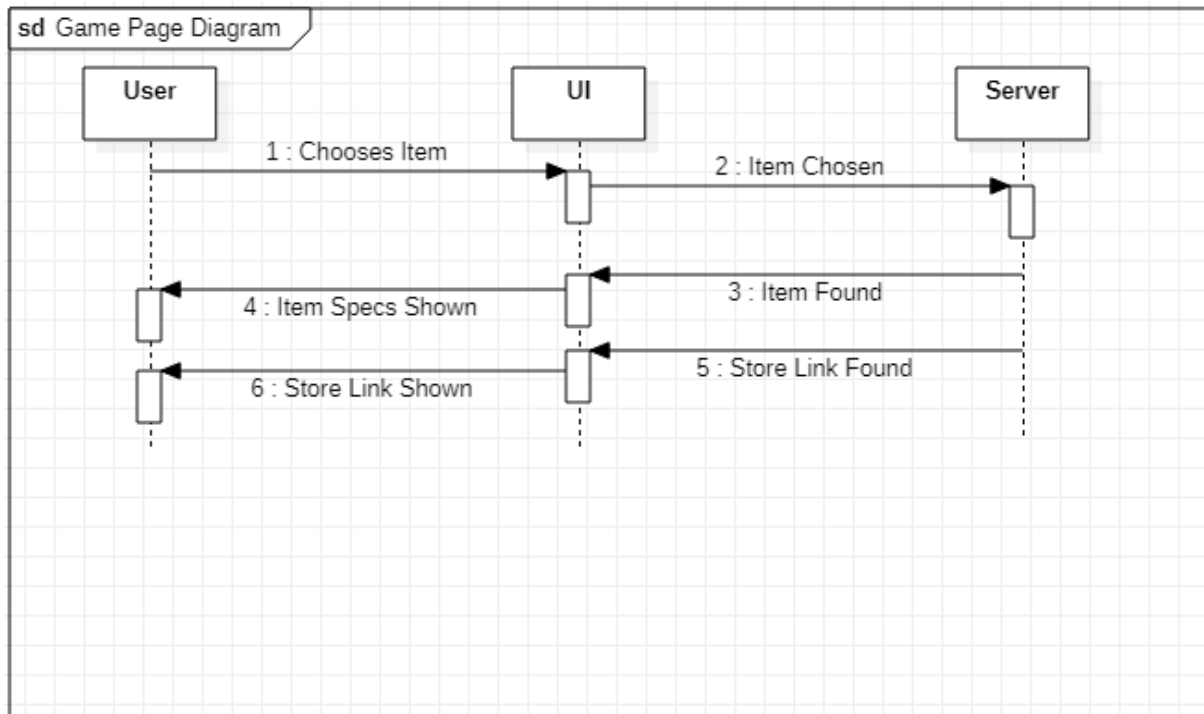 sd Game Page Diagram
User
UI
Server
1 : Chooses Item
2 : Item Chosen
3 : Item Found
4 : Item Specs Shown
5 : Store Link Found
6 : Store Link Shown